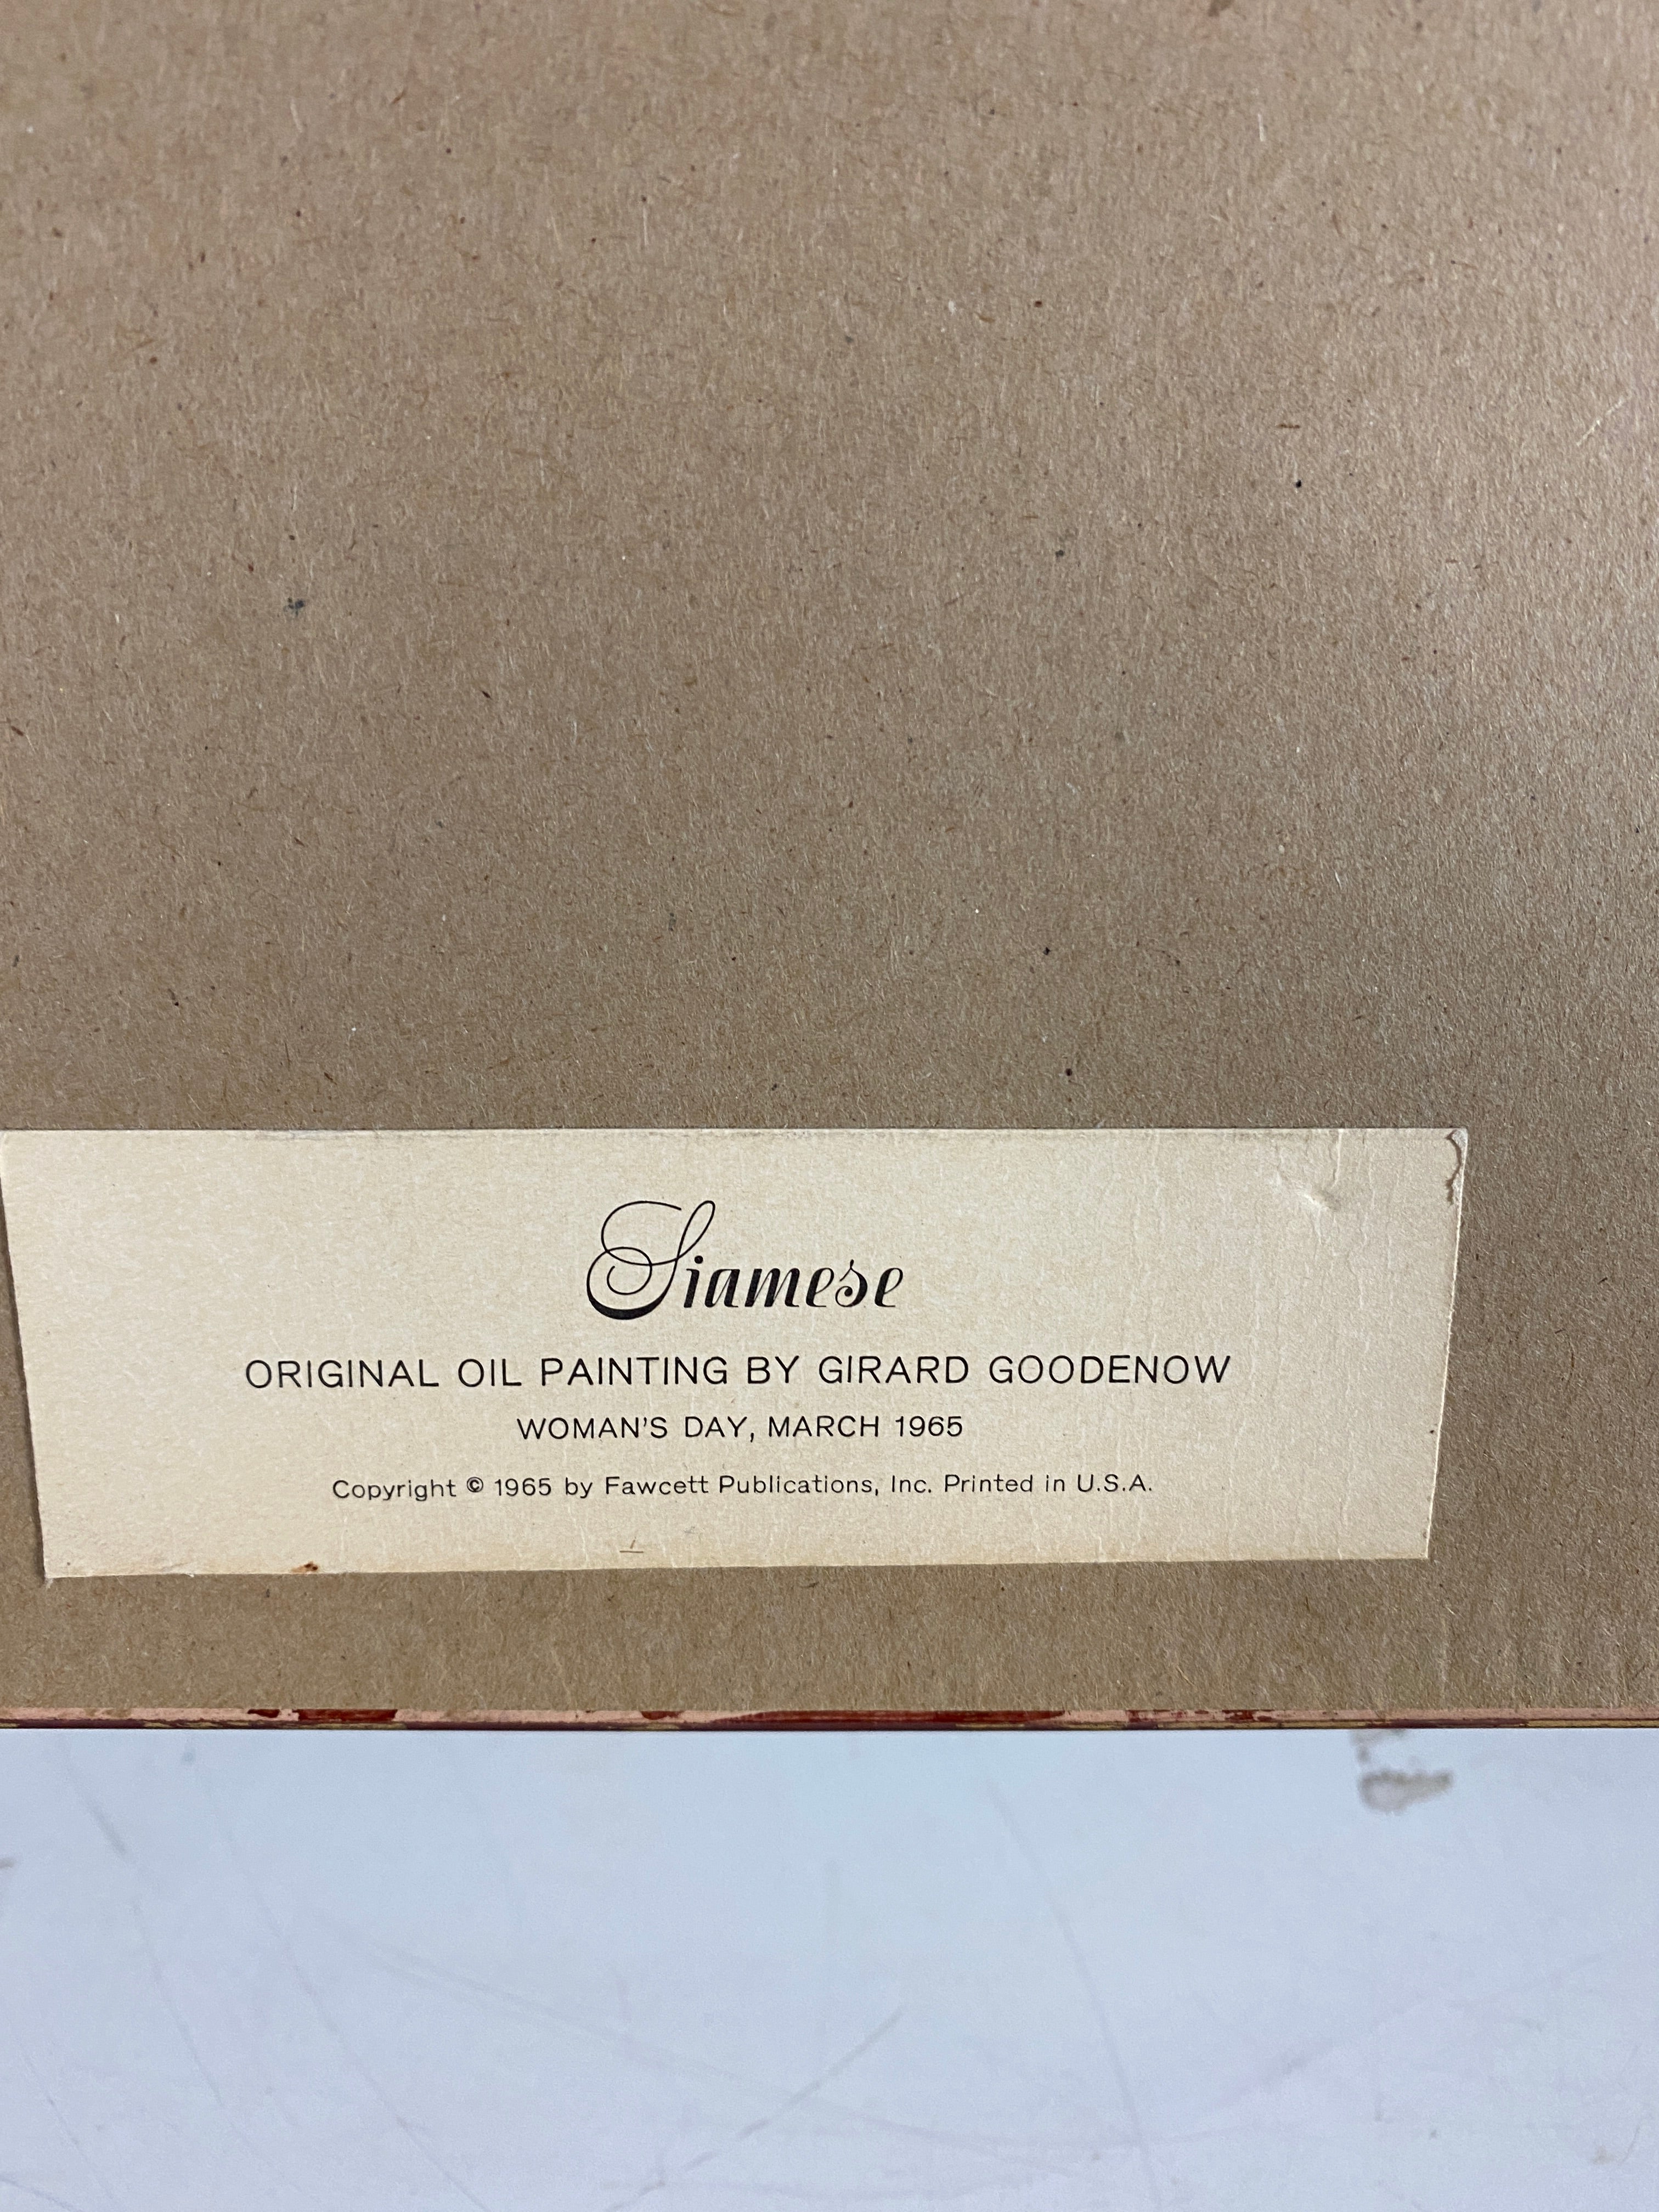 Siamese
ORIGINAL OIL PAINTING BY GIRARD GOODENOW
WOMAN'S DAY, MARCH 1965
Copyright © 1965 by Fawcett Publications, Inc. Printed in U.S.A.